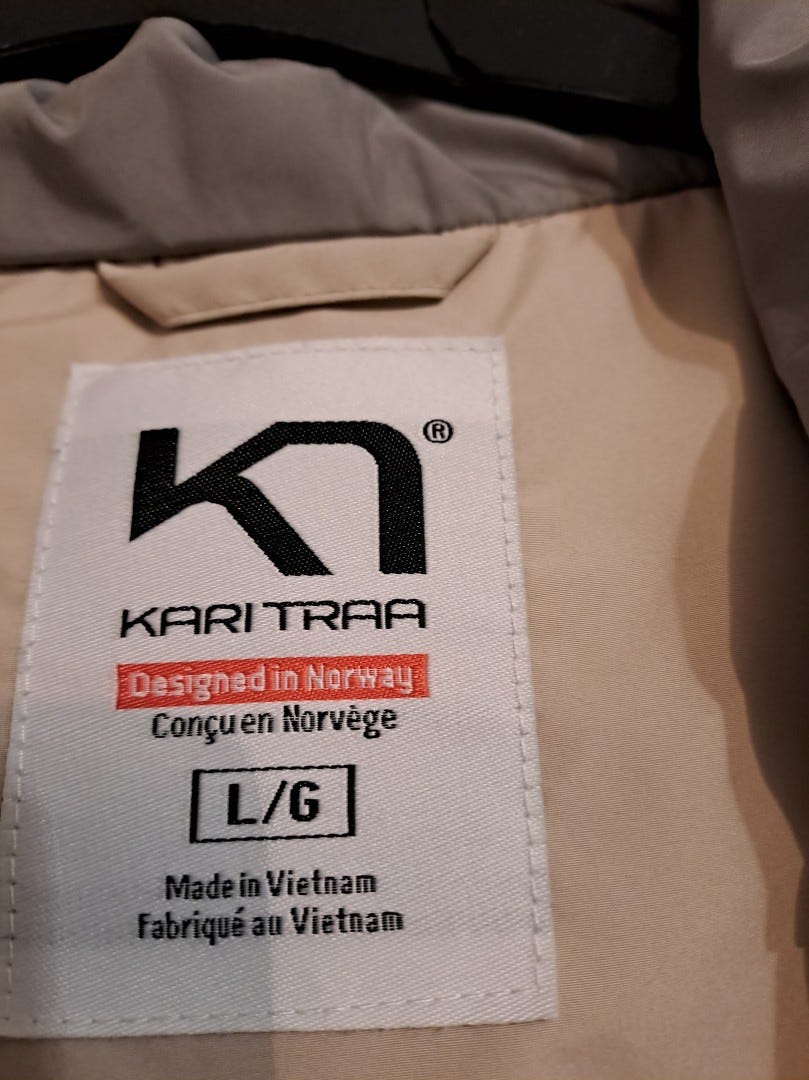 ®
KARI TRAA
Designed in Norway
Conçu en Norvège
L/G
Made in Vietnam
Fabriqué au Vietnam